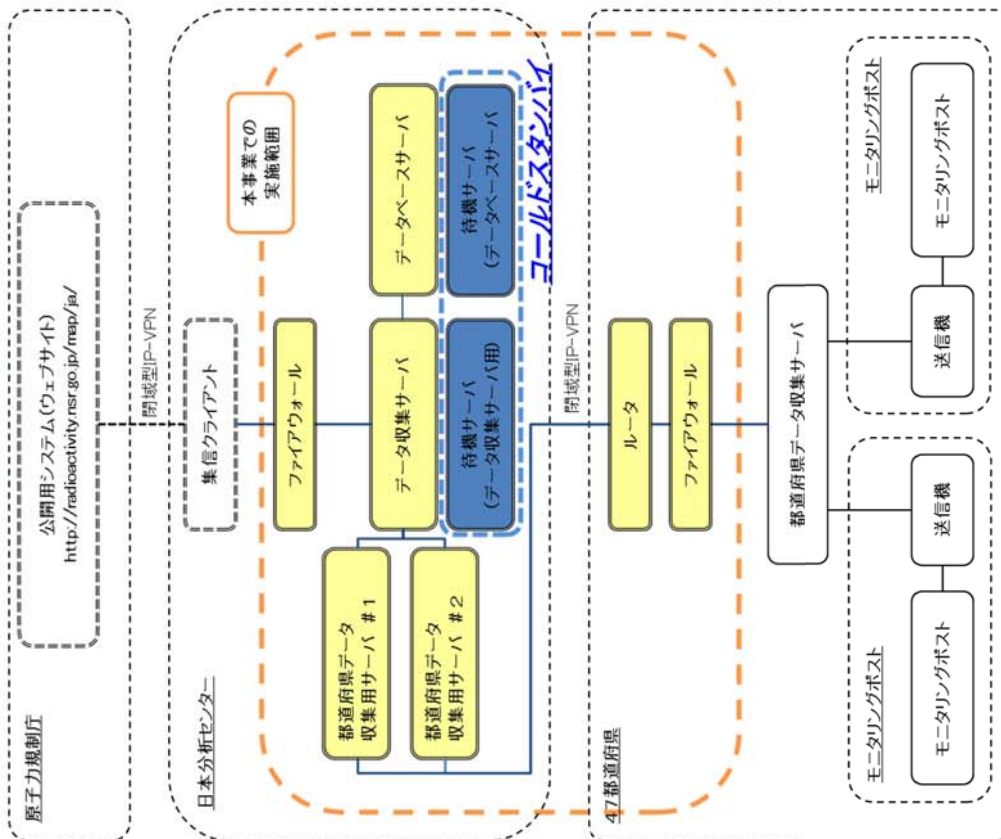 原子力規制庁
公開用システム(ウェブサイト)
http://radioactivity.nsr.go.jp/map/ja/
閉域型IP-VPN
日本分析センター
集信クライアント
本事業での
実施範囲
ファイアウォール
都道府県データ
収集用サーバ #1
都道府県データ
収集用サーバ #2
データ収集サーバ
データベースサーバ
待機サーバ
(データ収集サーバ用)
待機サーバ
(データベースサーバ)
コールドスタンバイ
閉域型IP-VPN
47都道府県
ルータ
ファイアウォール
都道府県データ収集サーバ
モニタリングポスト
送信機
モニタリングポスト
モニタリングポスト
送信機
モニタリングポスト